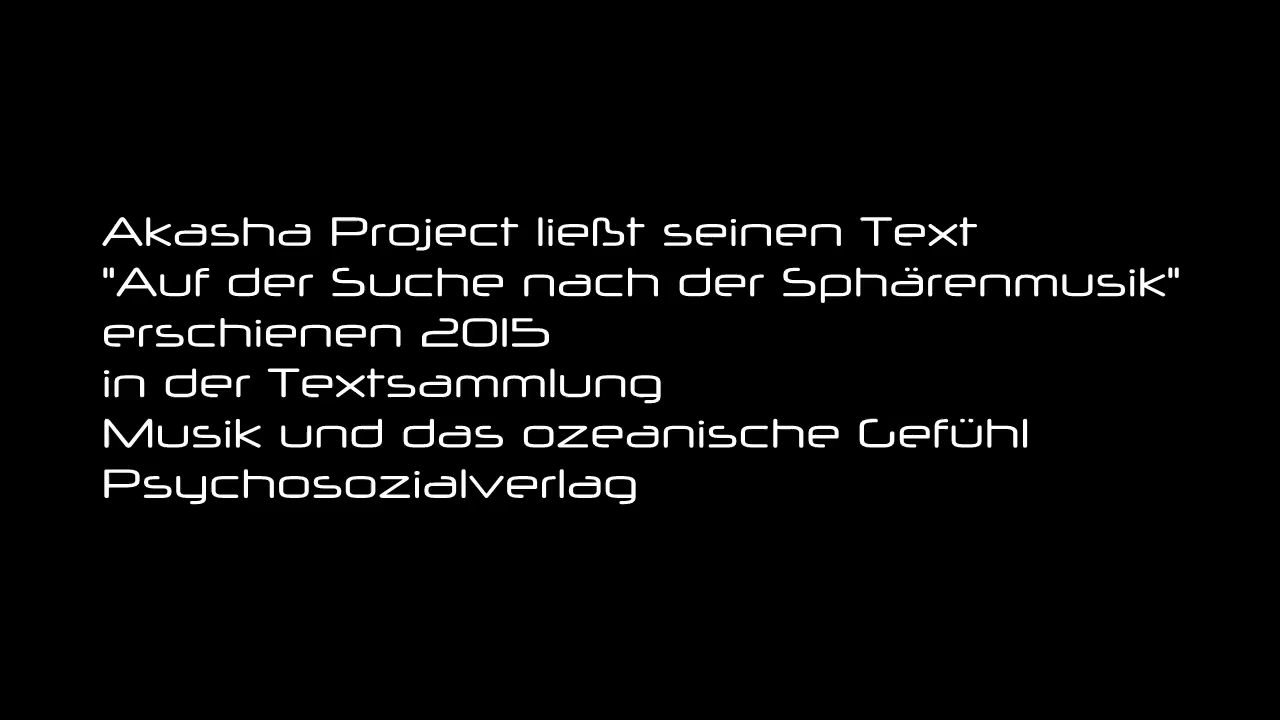 Akasha Project ließt seinen Text
"Auf der Suche nach der Sphärenmusik"
erschienen 2015
in der Textsammlung
Musik und das ozeanische Gefühl
Psychosozialverlag